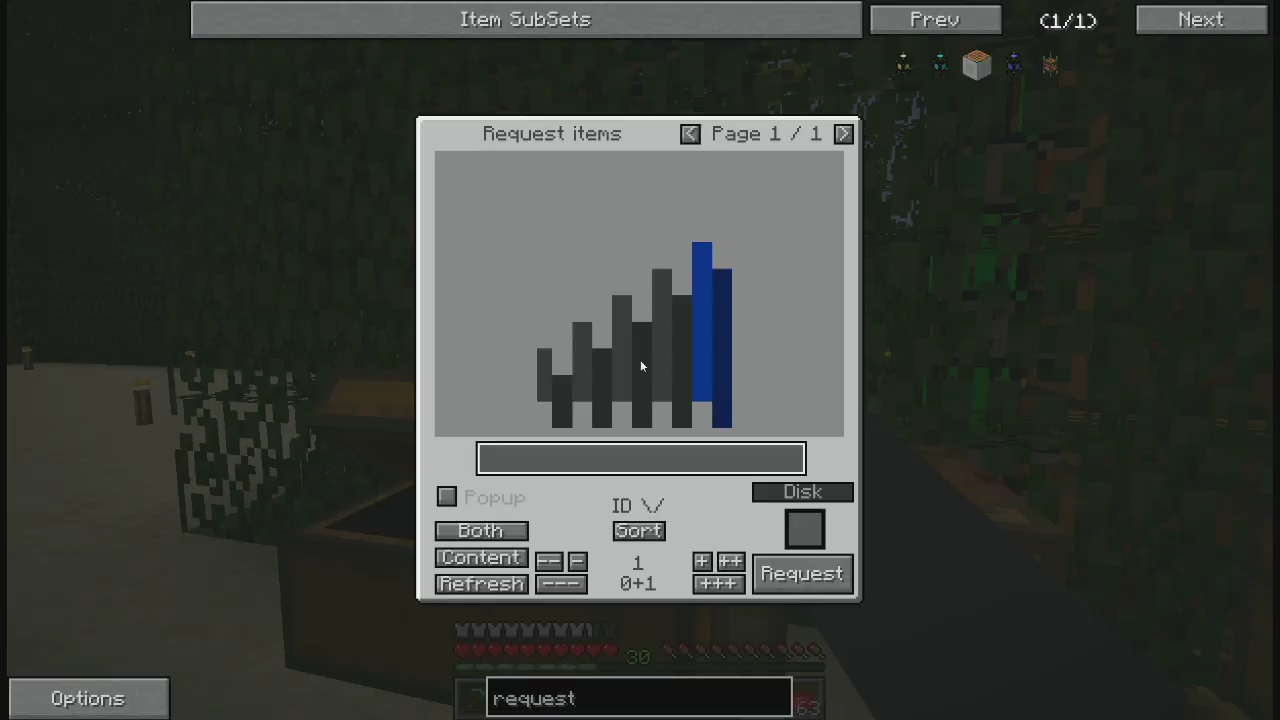 Item SubSets
Prev
(1/1)
Next
Request items
<
Page 1 / 1
>
Popup
ID \/
Disk
Both
Sort
Content
--
-
1
+
++
Request
Refresh
---
0+1
+++
30
Options
request
63